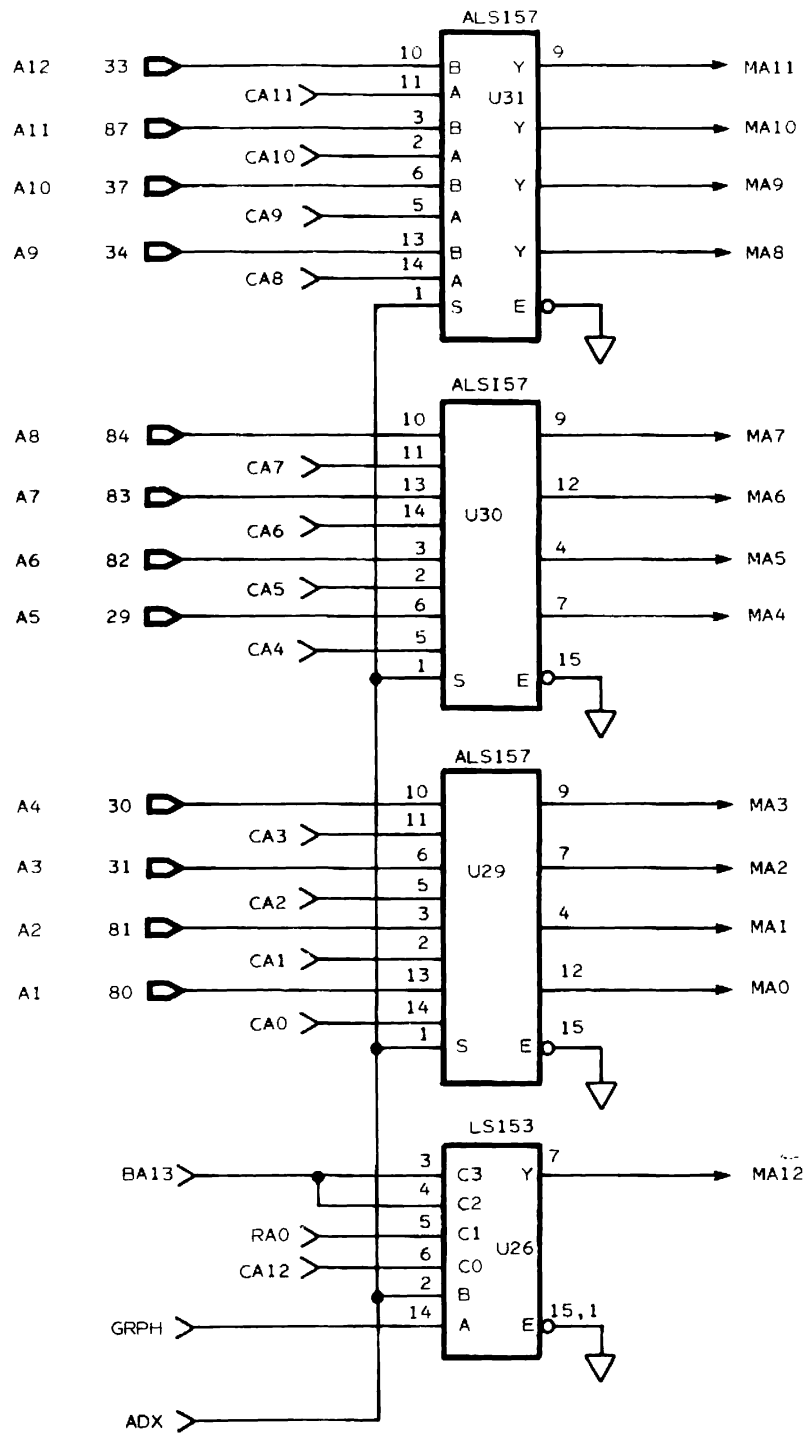 ALS157
A12 33 10 B Y 9 MA11
CA11 11 A U31
A11 87 3 B Y MA10
CA10 2 A
A10 37 6 B Y MA9
CA9 5 A
A9 34 13 B Y MA8
CA8 14 A
1 S E
ALSI57
A8 84 10 9 MA7
CA7 11
A7 83 13 12 MA6
CA6 14 U30
A6 82 3 4 MA5
CA5 2
A5 29 6 7 MA4
CA4 5
1 S E 15
ALS157
A4 30 10 9 MA3
CA3 11
A3 31 6 7 MA2
U29
CA2 5
A2 81 3 4 MA1
CA1 2
A1 80 13 12 MA0
CA0 14
1 S E 15
LS153
BA13 3 C3 Y 7 MA12
4 C2
RA0 5 C1
U26
CA12 6 C0
2 B
GRPH 14 A E 15,1
ADX